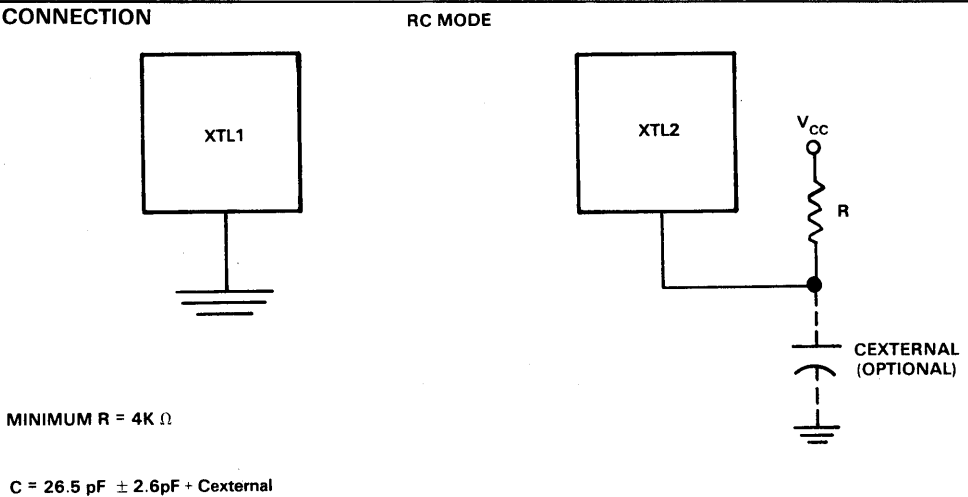 CONNECTION
RC MODE
XTL1
XTL2
VCC
R
CEXTERNAL
(OPTIONAL)
MINIMUM R = 4K Ω
C = 26.5 pF ± 2.6pF + Cexternal